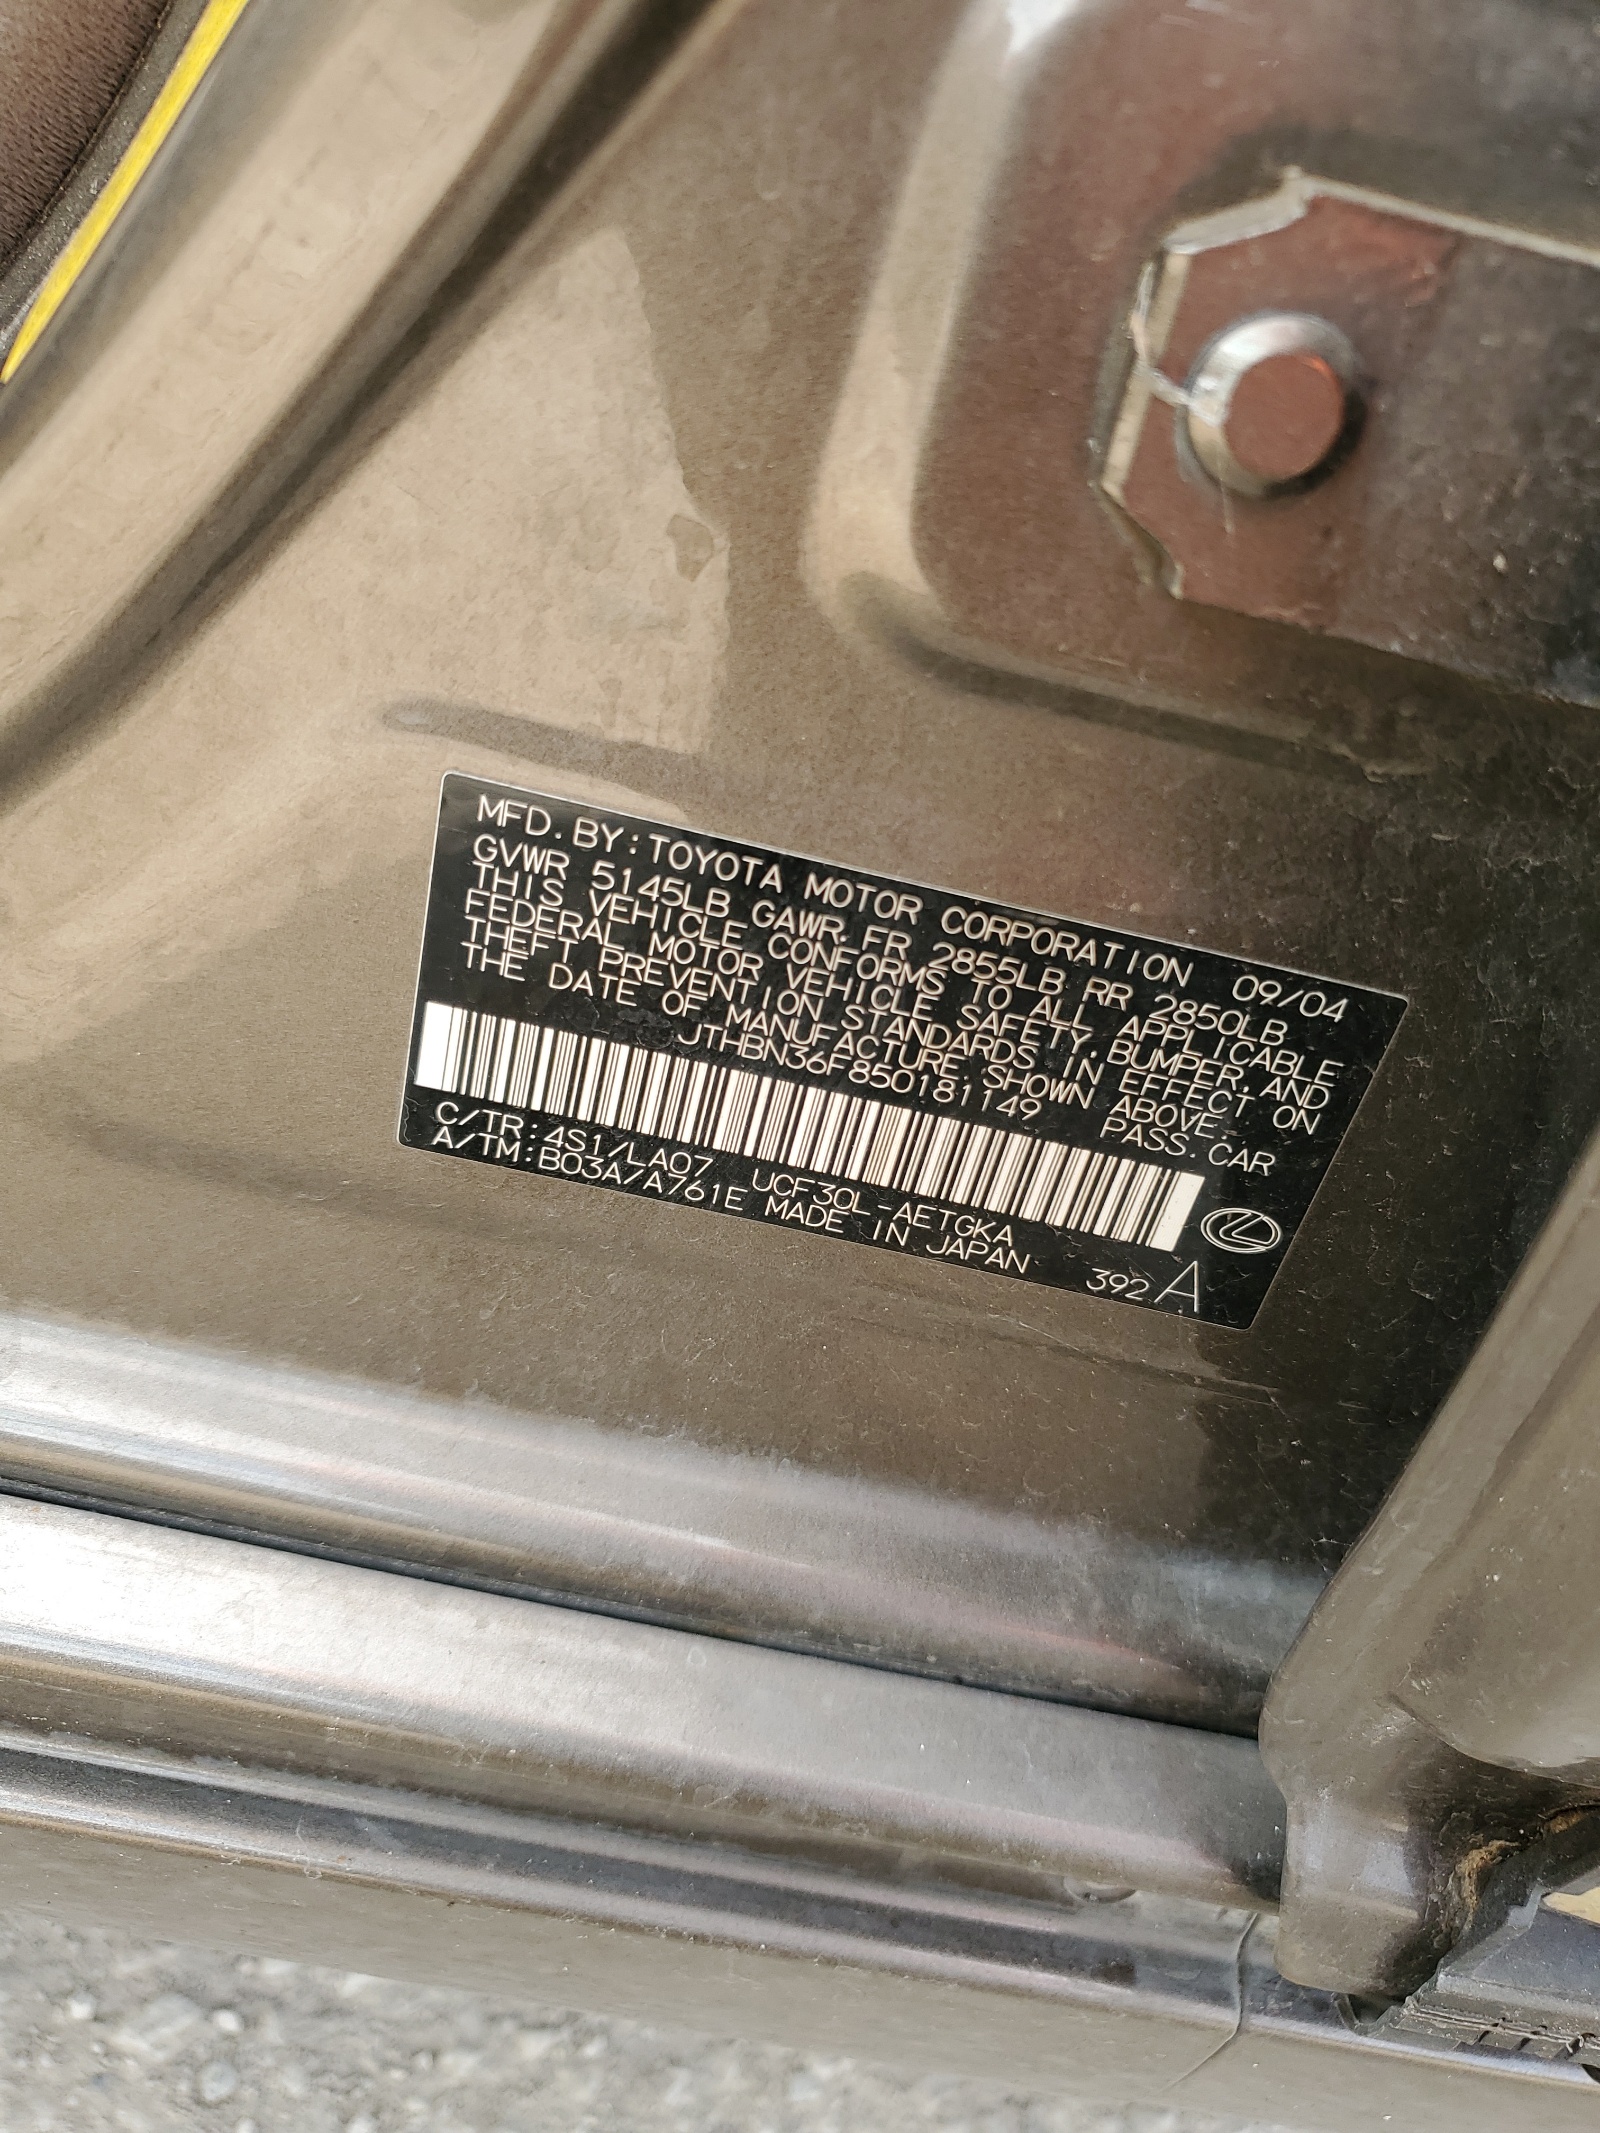 MFD. BY: TOYOTA MOTOR CORPORATION 09/04
GVWR 5145LB GAWR FR 2855LB RR 2850LB
THIS VEHICLE CONFORMS TO ALL APPLICABLE
FEDERAL MOTOR VEHICLE SAFETY, BUMPER, AND
THEFT PREVENTION STANDARDS IN EFFECT ON
THE DATE OF MANUFACTURE SHOWN ABOVE.
JTHBN36F850181149 PASS. CAR
C/TR: 4S1/LA07 UCF30L-AETGKA
A/TM: B03A/A761E MADE IN JAPAN 392 A